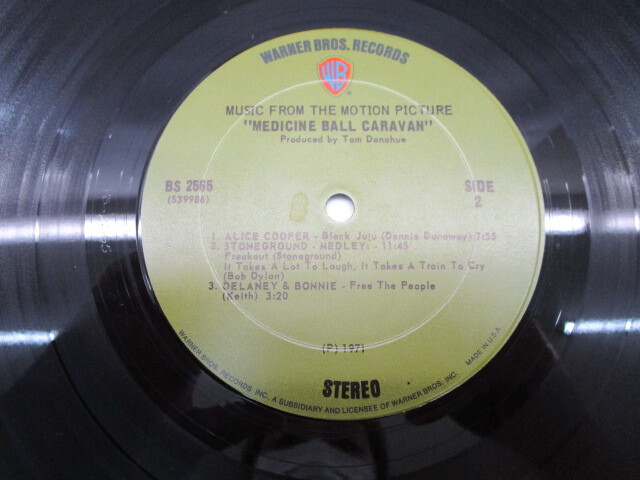 WARNER BROS. RECORDS
WB
®
MUSIC FROM THE MOTION PICTURE
"MEDICINE BALL CARAVAN"
Produced by Tom Donahue
BS 2565
(S39986)
SIDE
2
1. ALICE COOPER - Black Juju (Dennis Dunaway) 7:55
2. STONEGROUND - MEDLEY: - 11:45
Freakout (Stoneground)
It Takes A Lot To Laugh, It Takes A Train To Cry
(Bob Dylan)
3. DELANEY & BONNIE - Free The People
(Keith) 3:20
(P) 1971
STEREO
WARNER BROS. RECORDS INC. A SUBSIDIARY AND LICENSEE OF WARNER BROS. INC. MADE IN U.S.A.